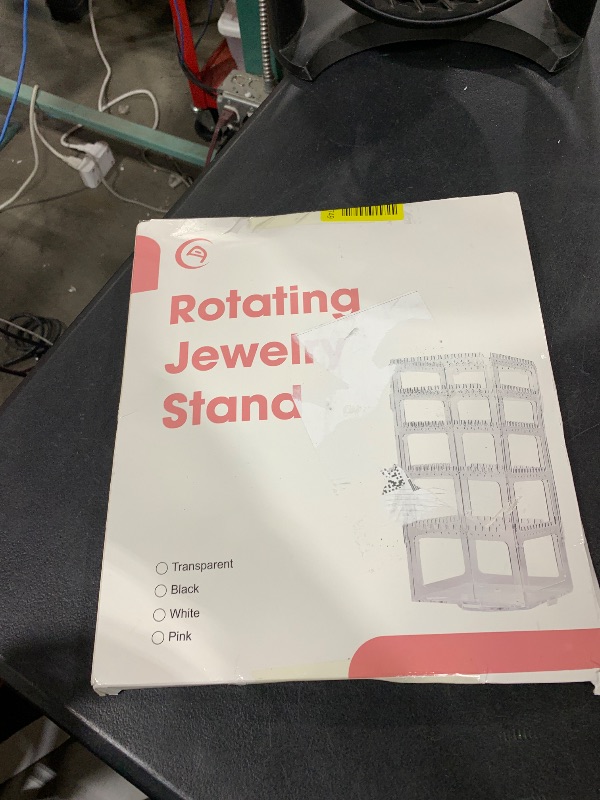 Rotating
Jewelry
Stand
Transparent
Black
White
Pink